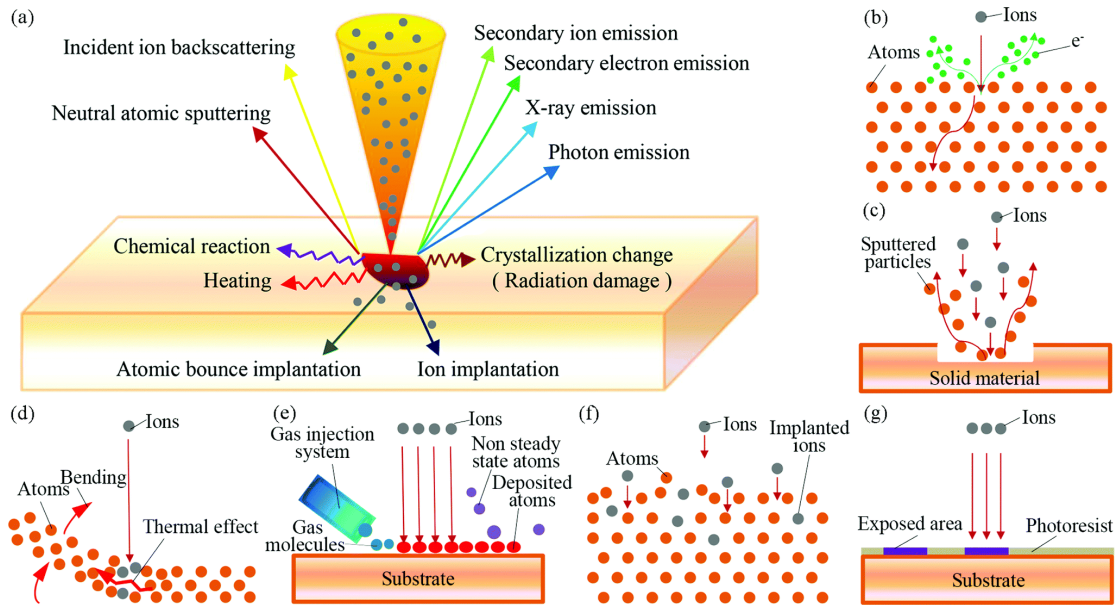 (a)
Incident ion backscattering
Neutral atomic sputtering
Secondary ion emission
Secondary electron emission
X-ray emission
Photon emission
Chemical reaction
Heating
Crystallization change
( Radiation damage )
Atomic bounce implantation
Ion implantation
(b)
Ions
Atoms
e-
(c)
Ions
Sputtered
particles
Solid material
(d)
Ions
Bending
Atoms
Thermal effect
(e)
Ions
Gas injection
system
Non steady
state atoms
Deposited
atoms
Gas
molecules
Substrate
(f)
Ions
Implanted
ions
Atoms
(g)
Ions
Exposed area
Photoresist
Substrate